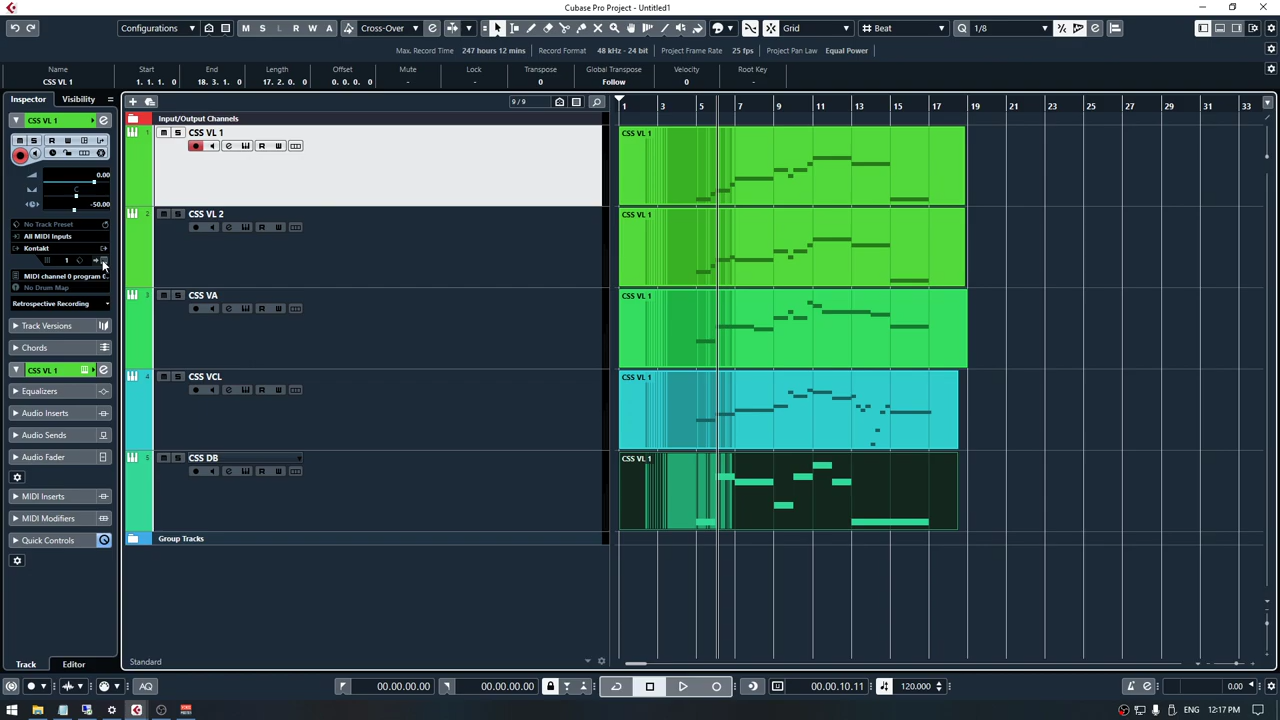 Cubase Pro Project - Untitled1
Configurations
M S L R W A
Cross-Over
Grid
Beat
Q 1/8
Max. Record Time 247 hours 12 mins Record Format 48 kHz - 24 bit Project Frame Rate 25 fps Project Pan Law Equal Power
Name Start End Length Offset Mute Lock Transpose Global Transpose Velocity Root Key
CSS VL 1 1. 1. 1. 0 18. 3. 1. 0 17. 2. 0. 0 0. 0. 0. 0 - - 0 Follow 0 -
Inspector Visibility
9 / 9
1 3 5 7 9 11 13 15 17 19 21 23 25 27 29 31 33
CSS VL 1
Input/Output Channels
1 CSS VL 1
M S
R W
CSS VL 1
0.00
C
-50.00
No Track Preset
All MIDI Inputs
Kontakt
1
MIDI channel 0 program 0
No Drum Map
Retrospective Recording
Track Versions
Chords
CSS VL 1
Equalizers
Audio Inserts
Audio Sends
Audio Fader
MIDI Inserts
MIDI Modifiers
Quick Controls
2 CSS VL 2
M S
R W
CSS VL 1
3 CSS VA
M S
R W
CSS VL 1
4 CSS VCL
M S
R W
CSS VL 1
5 CSS DB
M S
R W
CSS VL 1
Group Tracks
Track Editor
Standard
AQ
00.00.00.00
00.00.00.00
00.00.10.11
120.000
0.00
ENG 12:17 PM